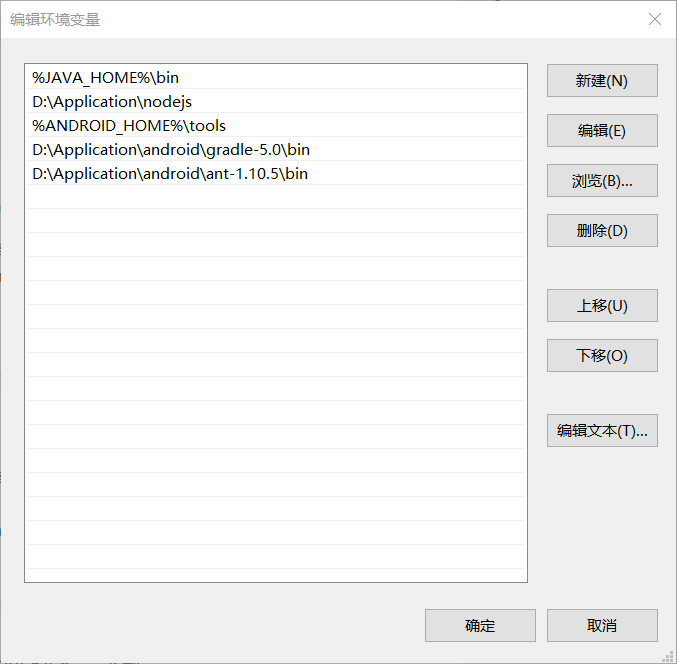 编辑环境变量
%JAVA_HOME%\bin
D:\Application\nodejs
%ANDROID_HOME%\tools
D:\Application\android\gradle-5.0\bin
D:\Application\android\ant-1.10.5\bin
新建(N)
编辑(E)
浏览(B)...
删除(D)
上移(U)
下移(O)
编辑文本(T)...
确定
取消